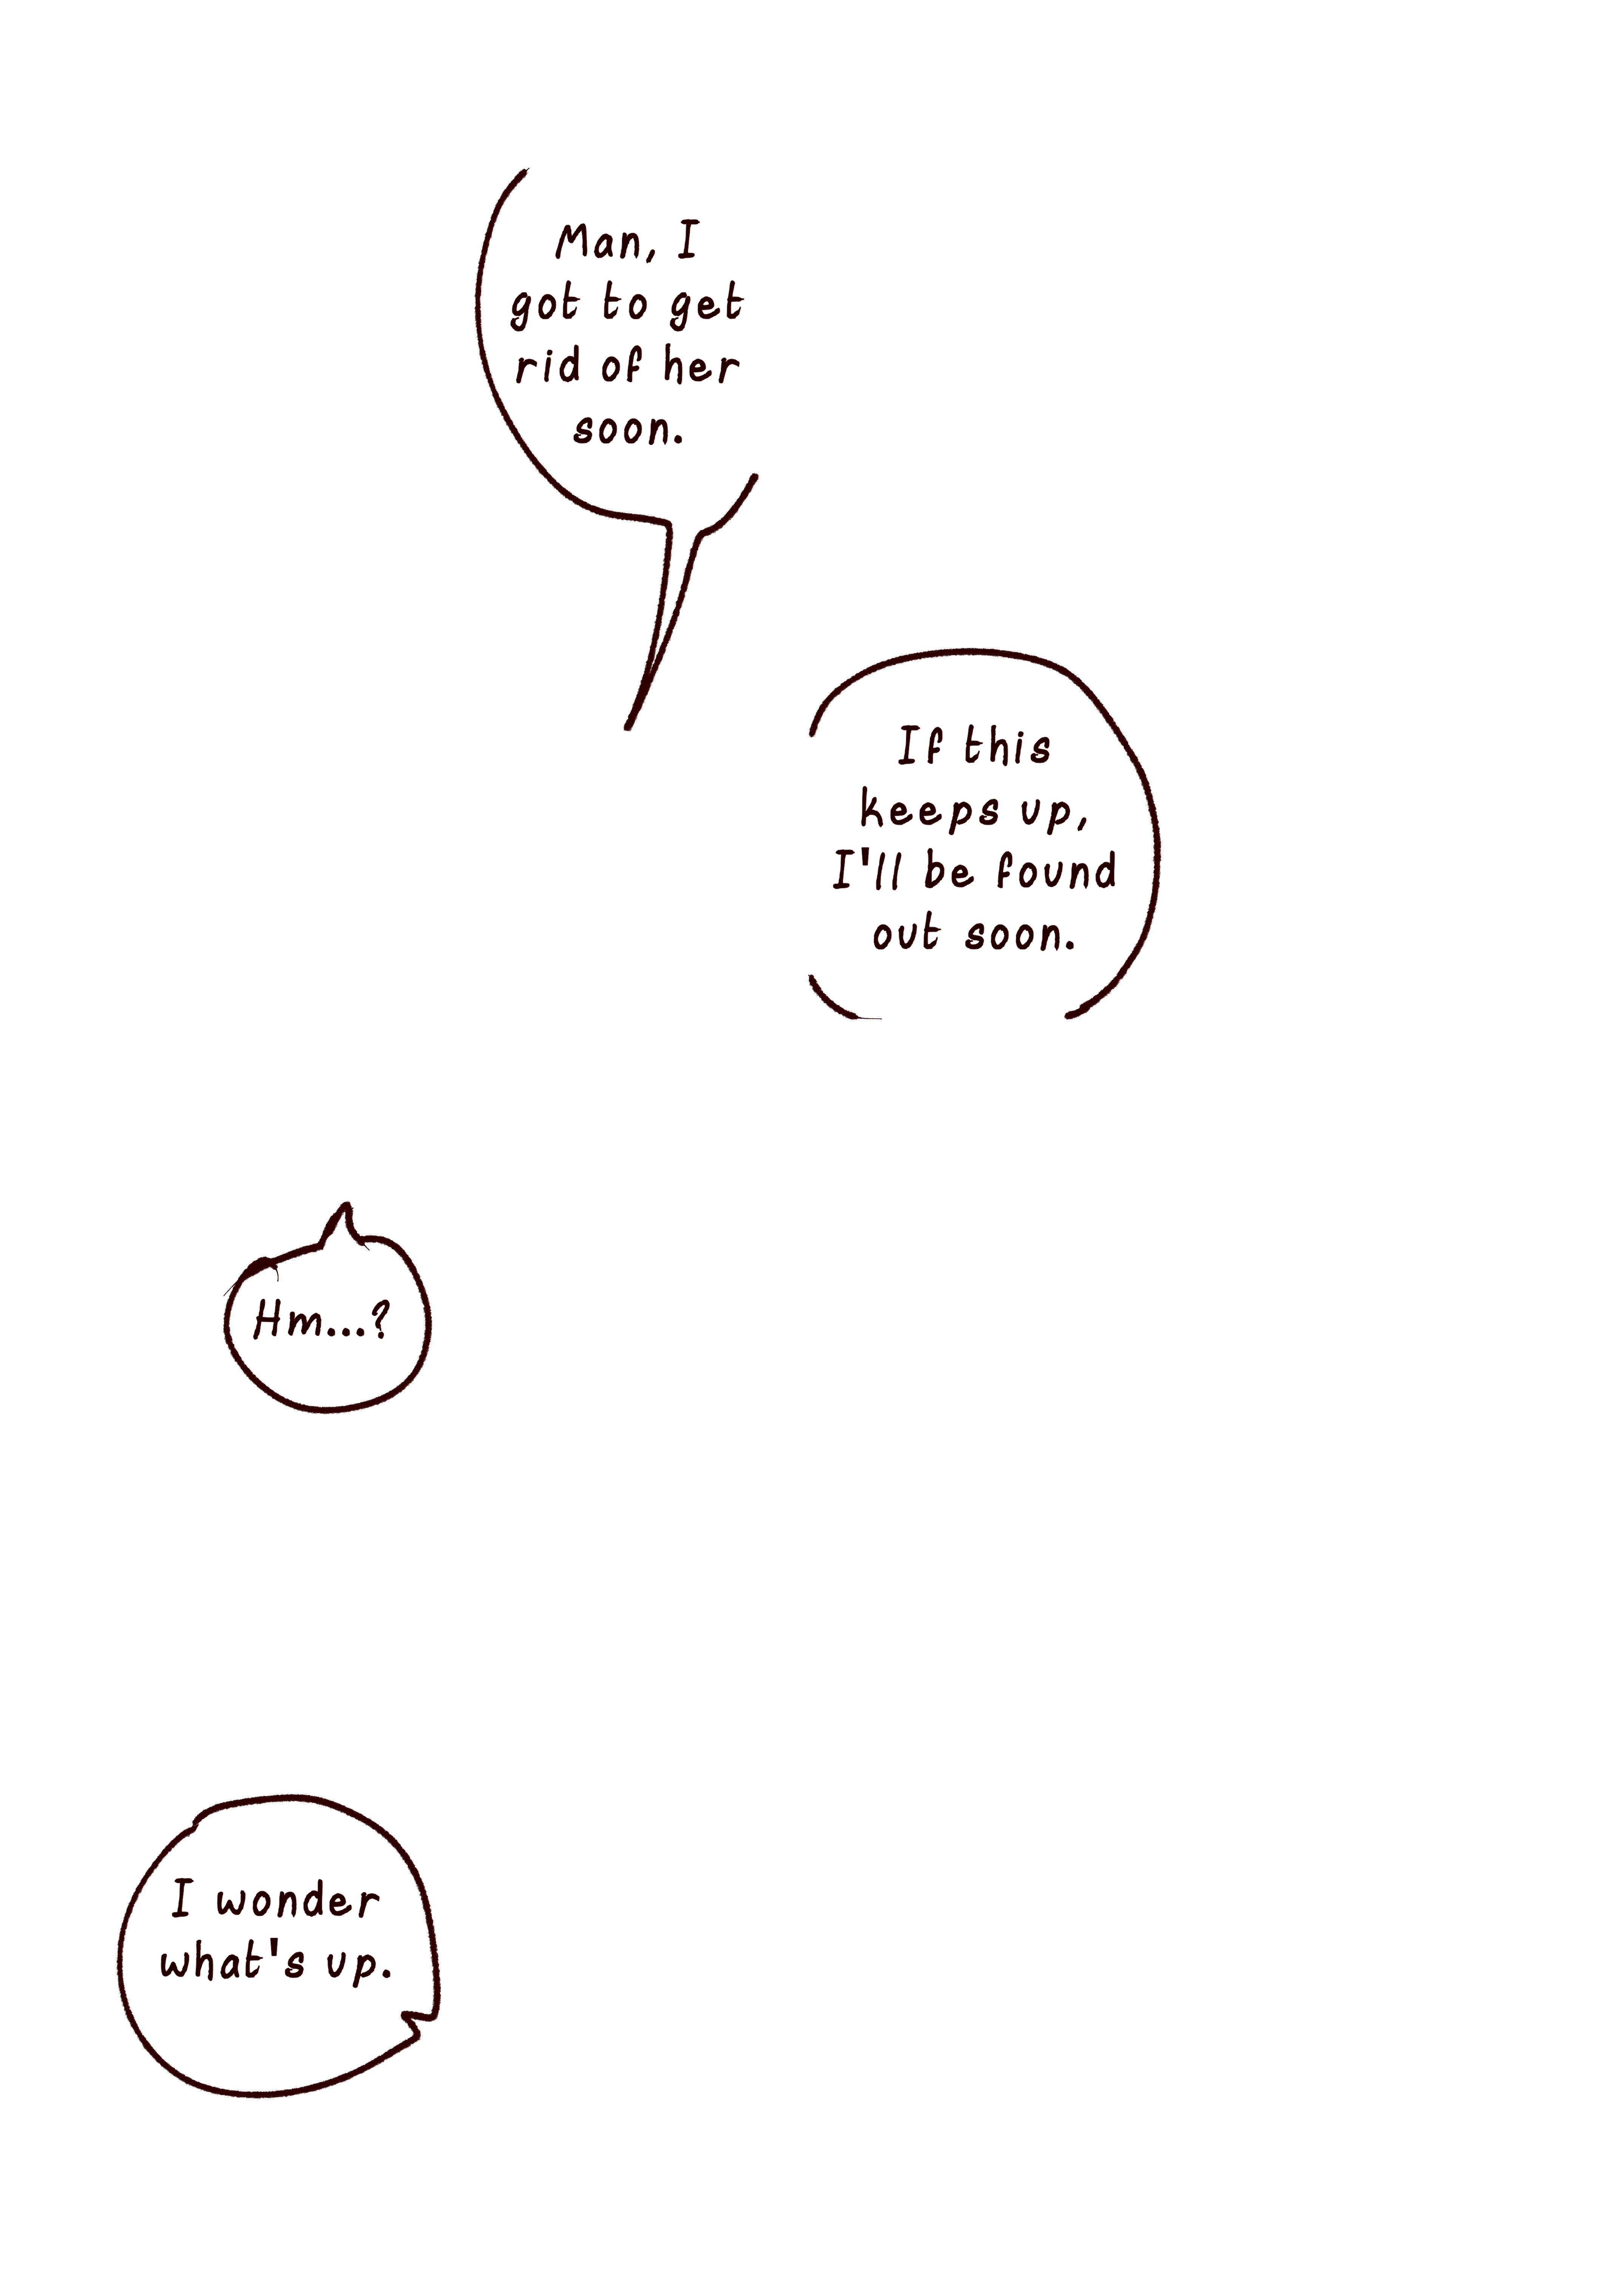 Man, I
got to get
rid of her
soon.
If this
keeps up,
I'll be found
out soon.
Hm...?
I wonder
what's up.